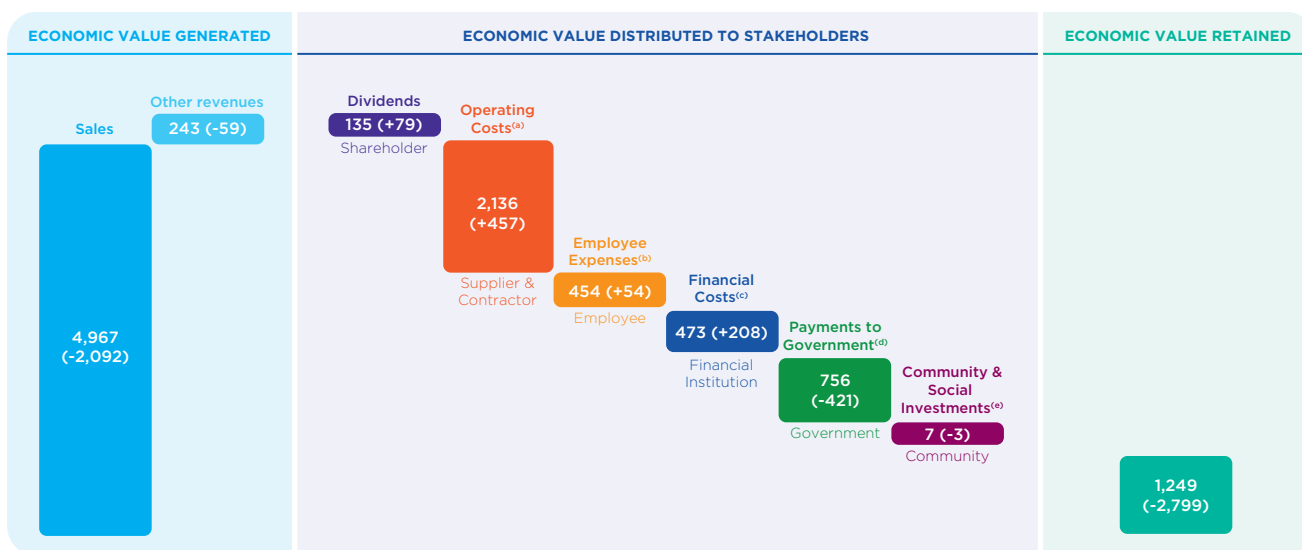 ECONOMIC VALUE GENERATED
Other revenues
243 (-59)
Sales
4,967
(-2,092)
ECONOMIC VALUE DISTRIBUTED TO STAKEHOLDERS
Dividends
135 (+79)
Shareholder
Operating
Costs(a)
2,136
(+457)
Supplier &
Contractor
Employee
Expenses(b)
454 (+54)
Employee
Financial
Costs(c)
473 (+208)
Financial
Institution
Payments to
Government(d)
756
(-421)
Government
Community &
Social
Investments(e)
7 (-3)
Community
ECONOMIC VALUE RETAINED
1,249
(-2,799)